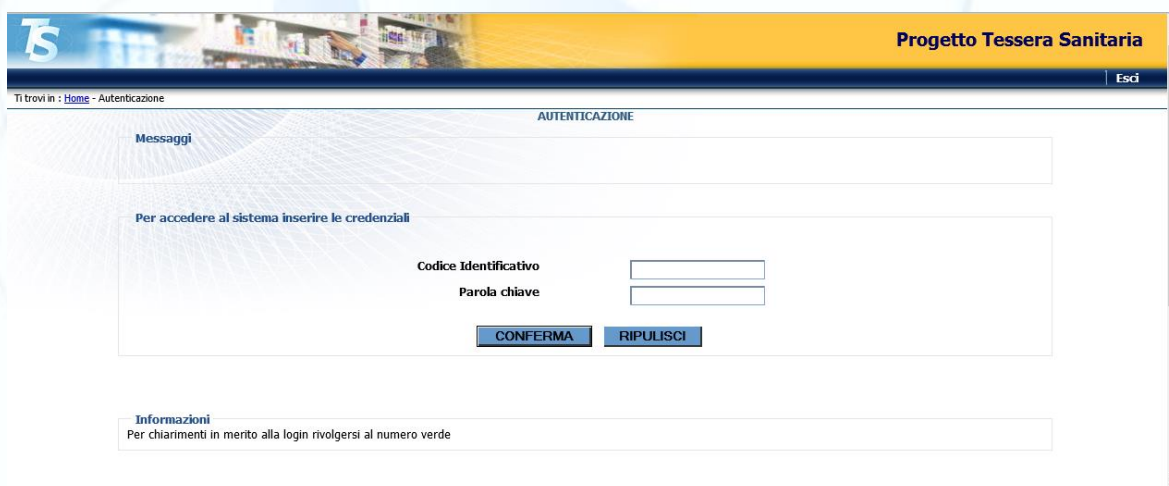 TS
Progetto Tessera Sanitaria
Esci
Ti trovi in : Home - Autenticazione
AUTENTICAZIONE
Messaggi
Per accedere al sistema inserire le credenziali
Codice Identificativo
Parola chiave
CONFERMA RIPULISCI
Informazioni
Per chiarimenti in merito alla login rivolgersi al numero verde